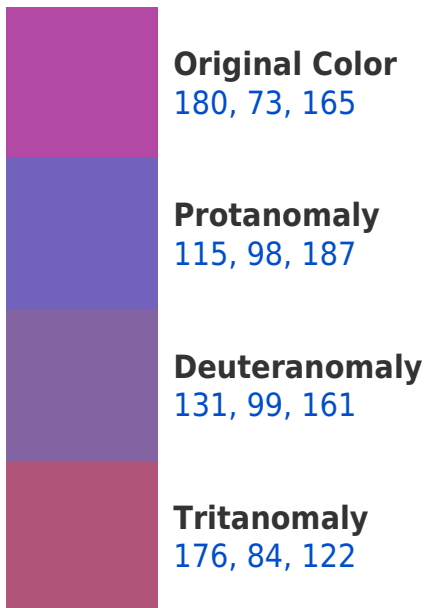 Original Color
180, 73, 165
Protanomaly
115, 98, 187
Deuteranomaly
131, 99, 161
Tritanomaly
176, 84, 122